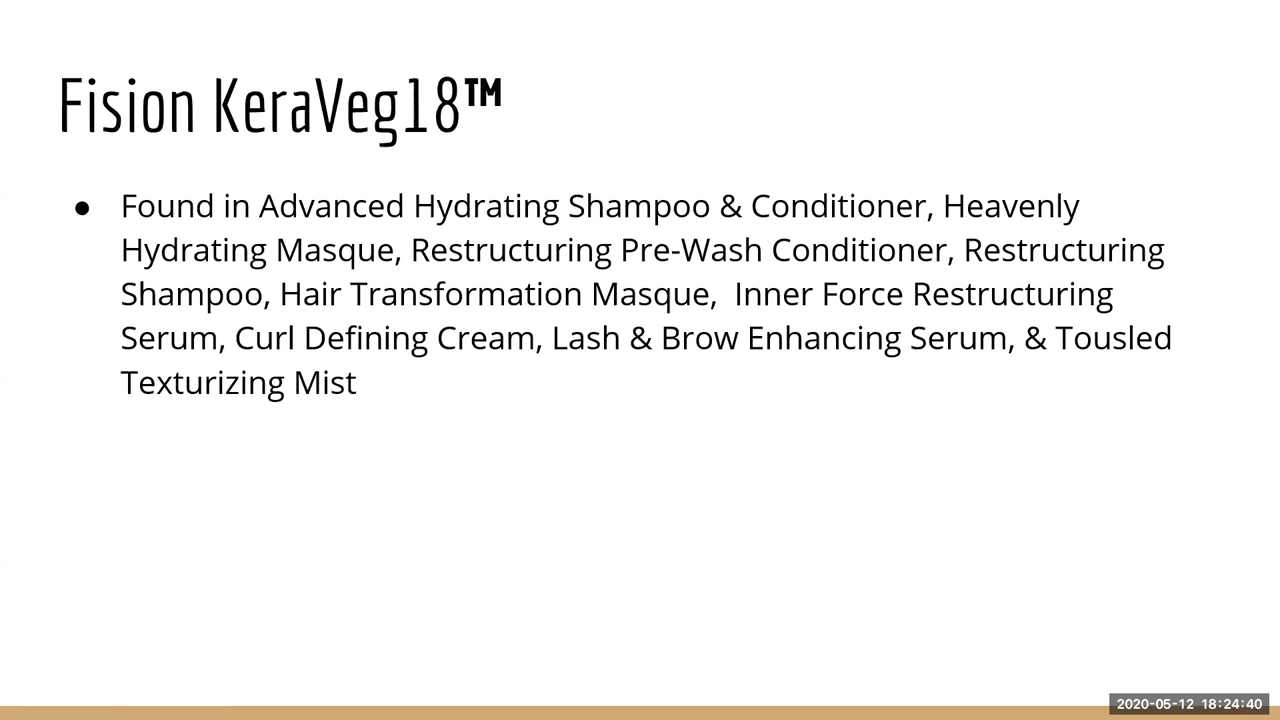 Fision KeraVeg18™
● Found in Advanced Hydrating Shampoo & Conditioner, Heavenly
Hydrating Masque, Restructuring Pre-Wash Conditioner, Restructuring
Shampoo, Hair Transformation Masque,  Inner Force Restructuring
Serum, Curl Defining Cream, Lash & Brow Enhancing Serum, & Tousled
Texturizing Mist
2020-05-12 18:24:40